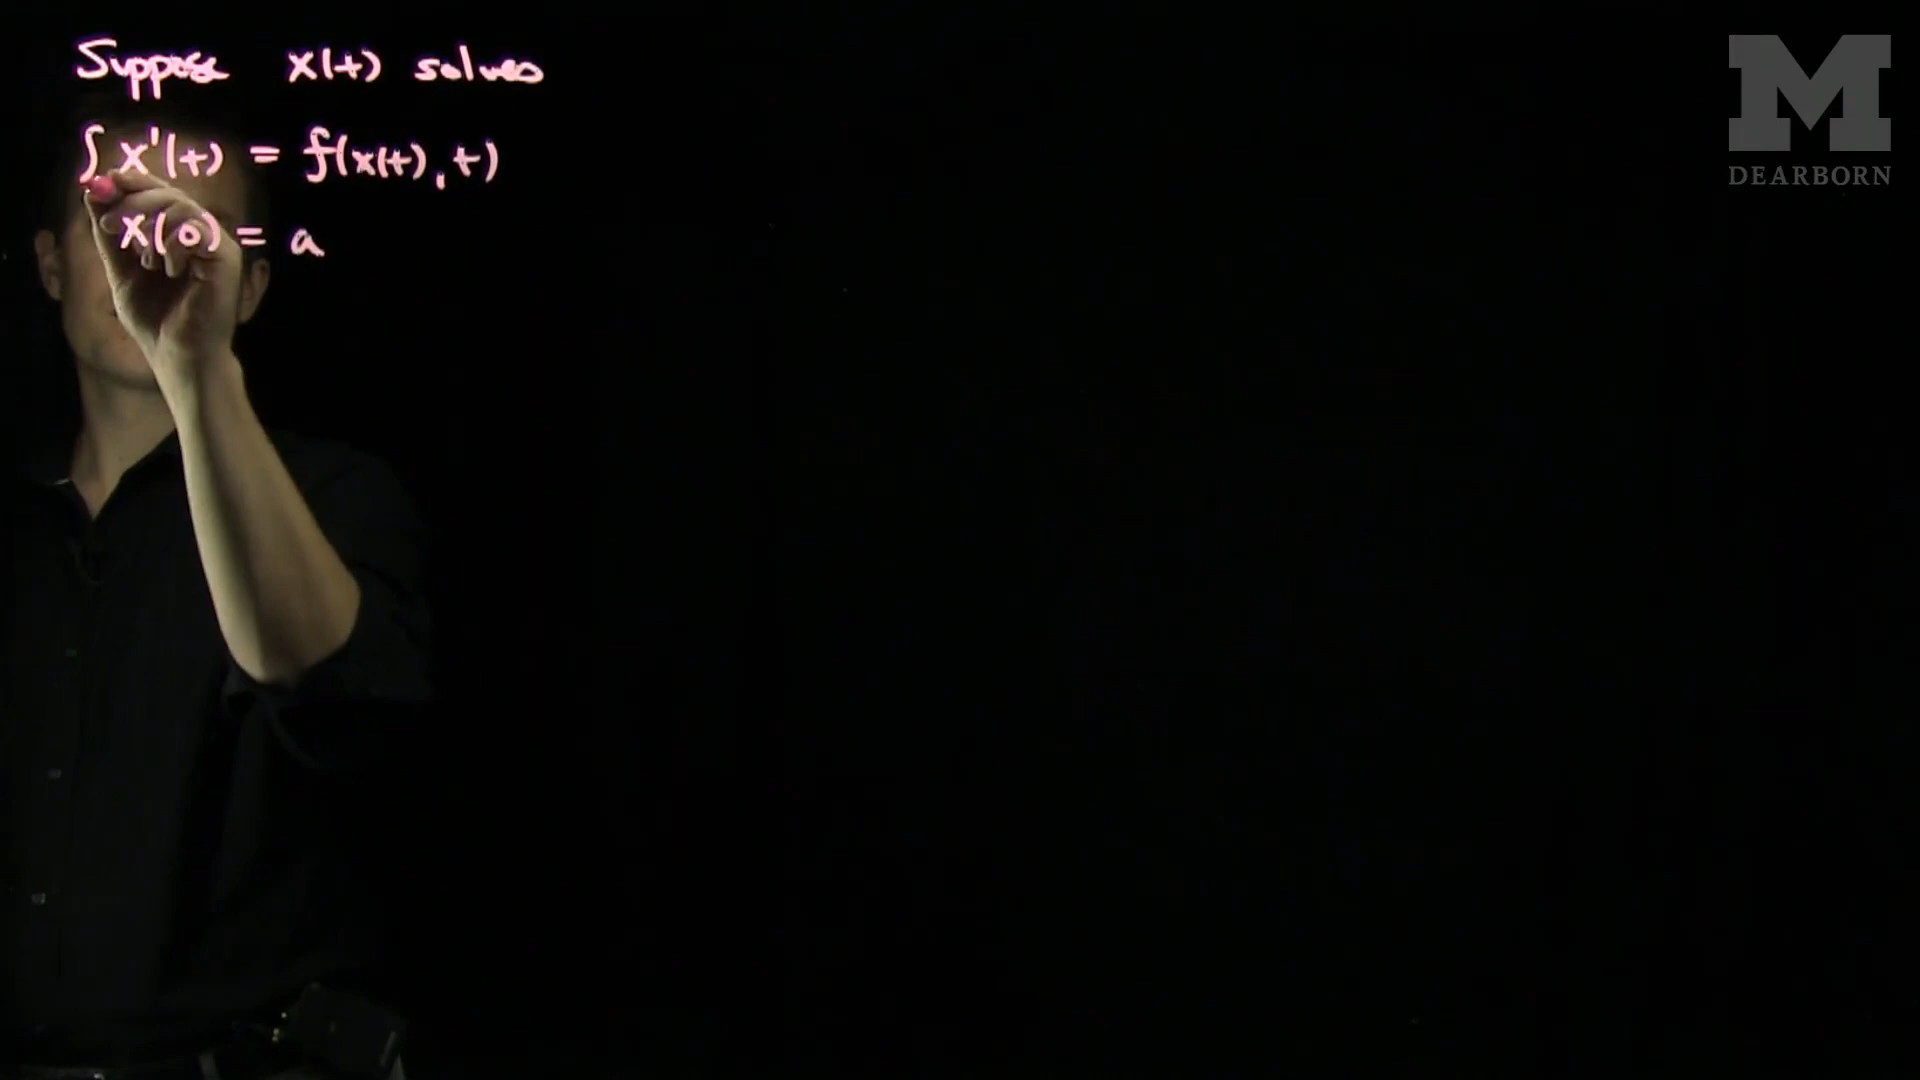 Suppose x(t) solves
x'(t) = f(x(t), t)
x(0) = a
M
DEARBORN